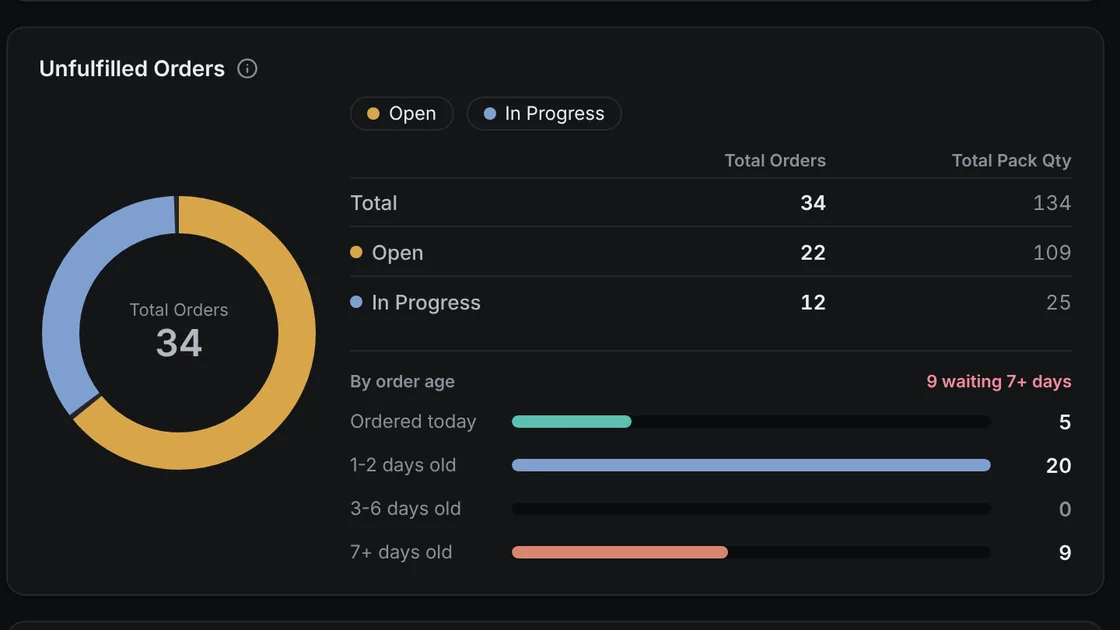 Unfulfilled Orders
Open In Progress
Total Orders Total Pack Qty
Total 34 134
Open 22 109
In Progress 12 25
Total Orders
34
By order age 9 waiting 7+ days
Ordered today 5
1-2 days old 20
3-6 days old 0
7+ days old 9